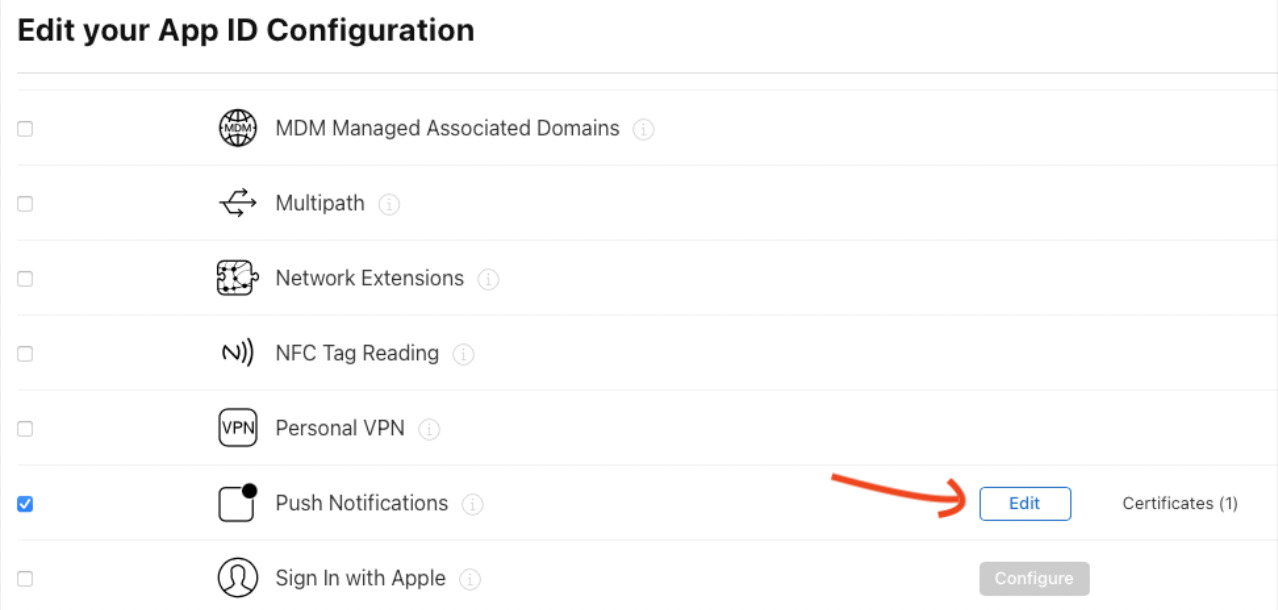 Edit your App ID Configuration
MDM MDM Managed Associated Domains
Multipath
Network Extensions
NFC Tag Reading
VPN Personal VPN
Push Notifications Edit Certificates (1)
Sign In with Apple Configure